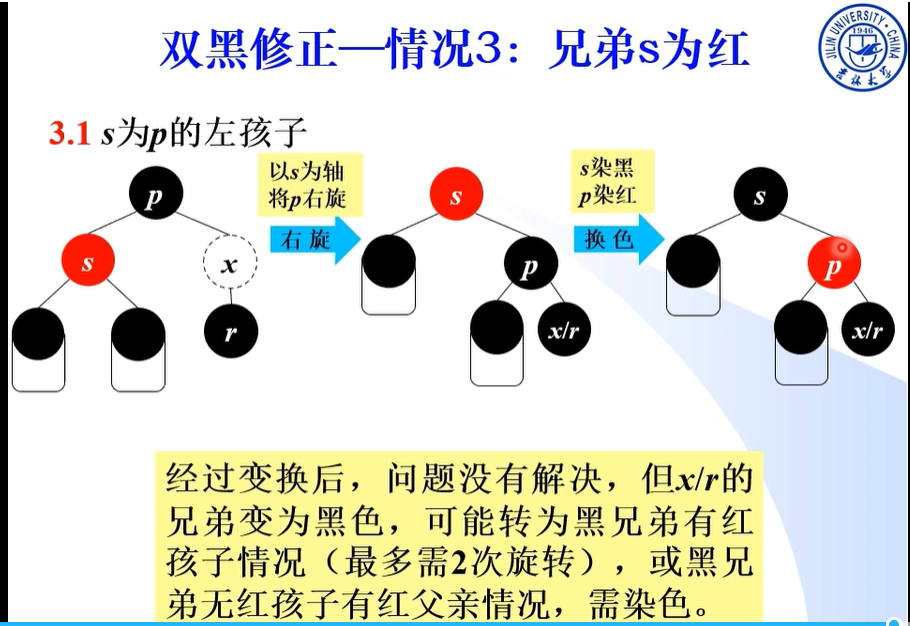 双黑修正—情况3：兄弟s为红
JILIN UNIVERSITY·CHINA
1946
吉林大学
3.1 s为p的左孩子
以s为轴
将p右旋
右旋
s染黑
p染红
换色
p
s
x
r
s
p
x/r
s
p
x/r
经过变换后，问题没有解决，但x/r的
兄弟变为黑色，可能转为黑兄弟有红
孩子情况（最多需2次旋转），或黑兄
弟无红孩子有红父亲情况，需染色。